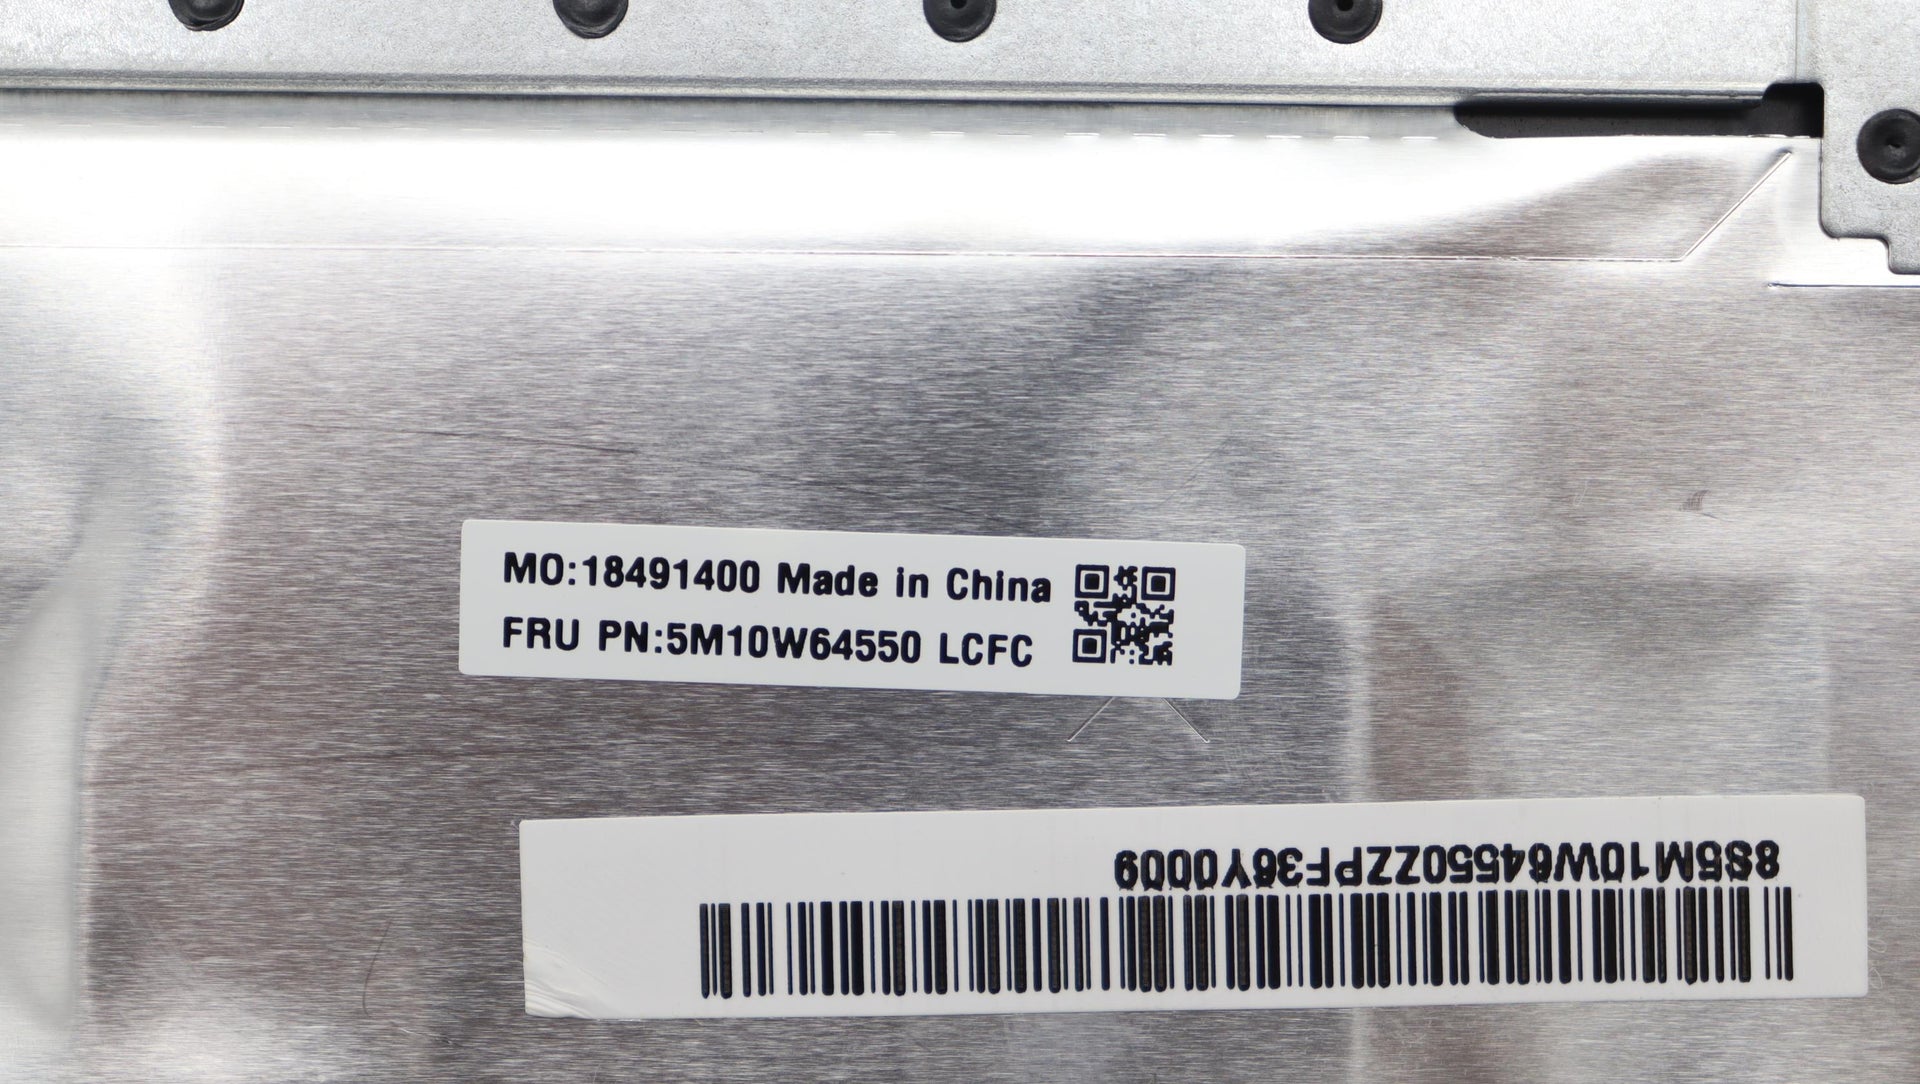 MO:18491400 Made in China
FRU PN:5M10W64550 LCFC
8S5M10W64550ZZPF36Y0009